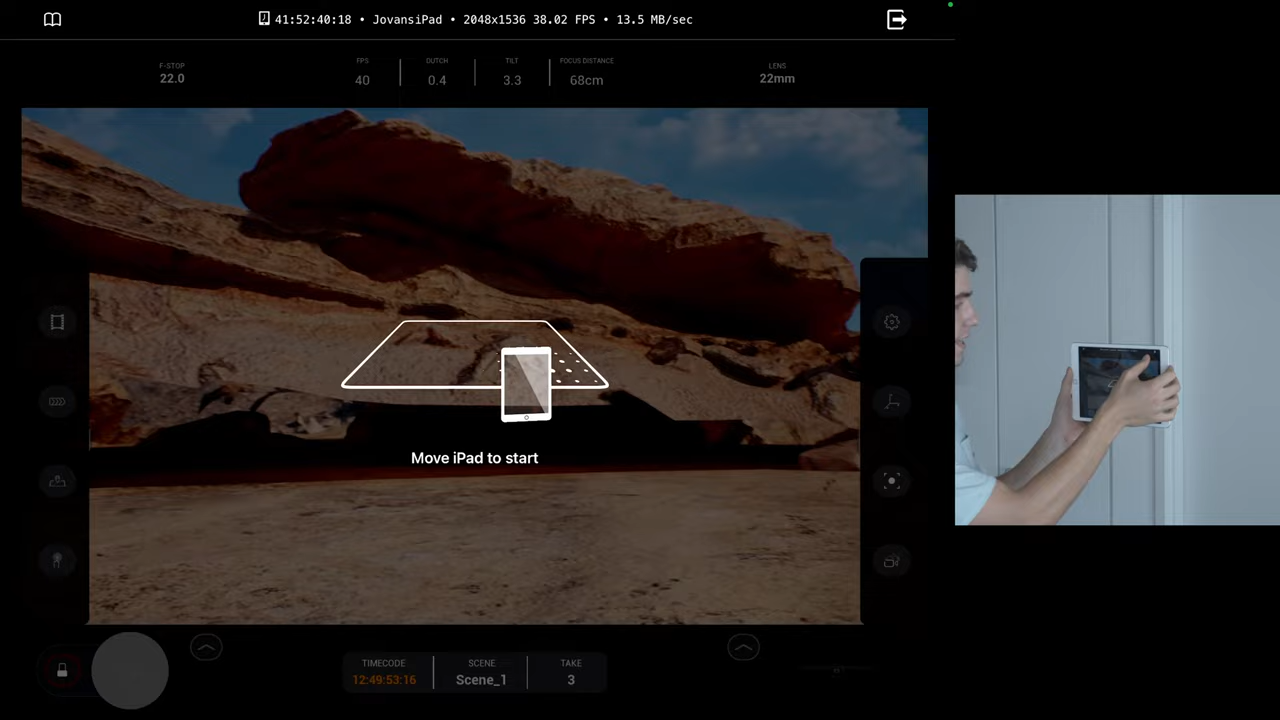 41:52:40:18 • JovansiPad • 2048x1536 38.02 FPS • 13.5 MB/sec
F-STOP
22.0
FPS
40
DUTCH
0.4
TILT
3.3
FOCUS DISTANCE
68cm
LENS
22mm
Move iPad to start
TIMECODE
12:49:53:16
SCENE
Scene_1
TAKE
3